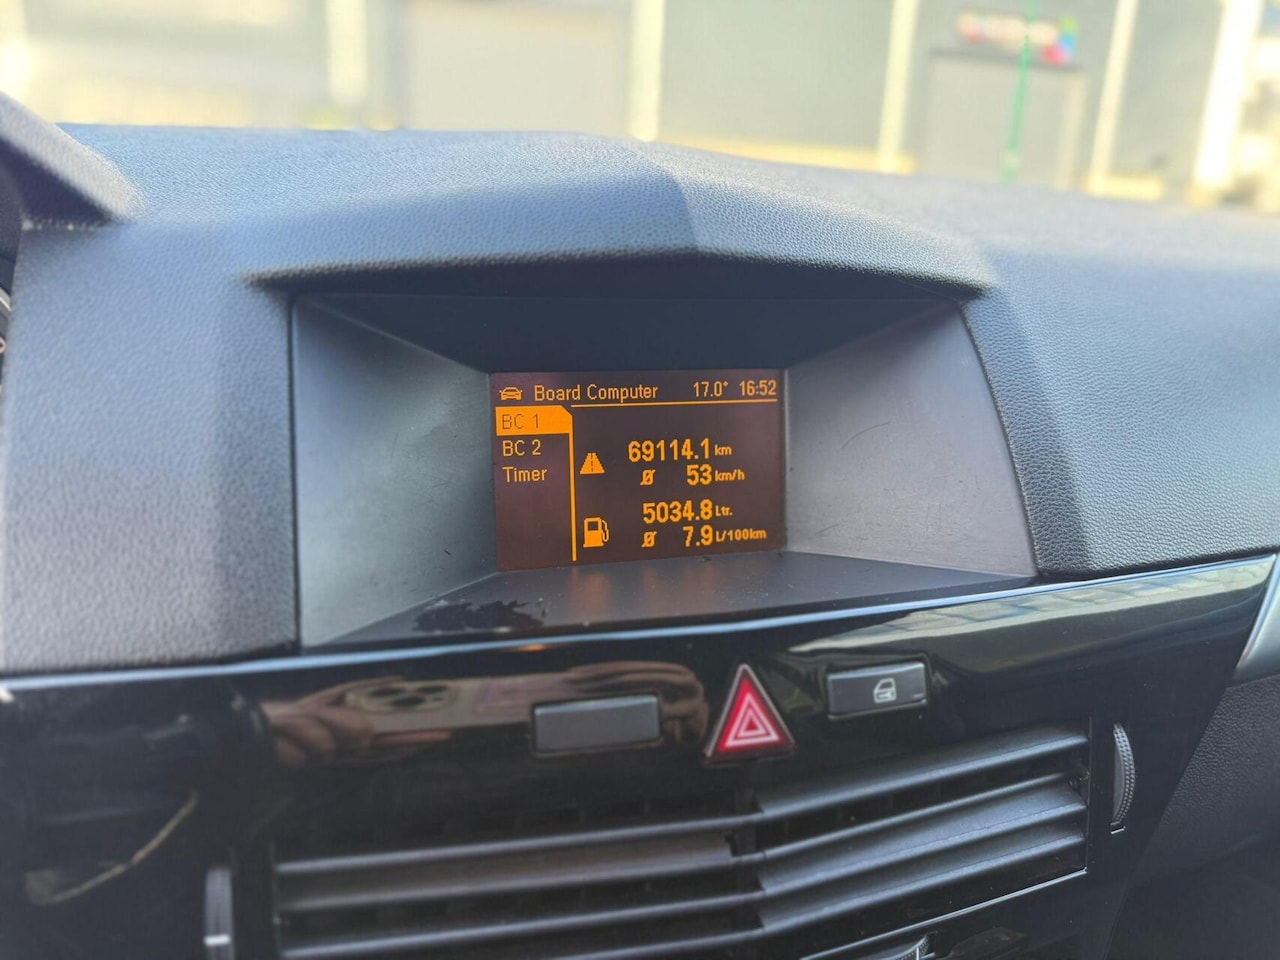 Board Computer 17.0° 16:52
BC 1
BC 2
Timer
69114.1 km
Ø 53 km/h
5034.8 Ltr.
Ø 7.9 L/100km